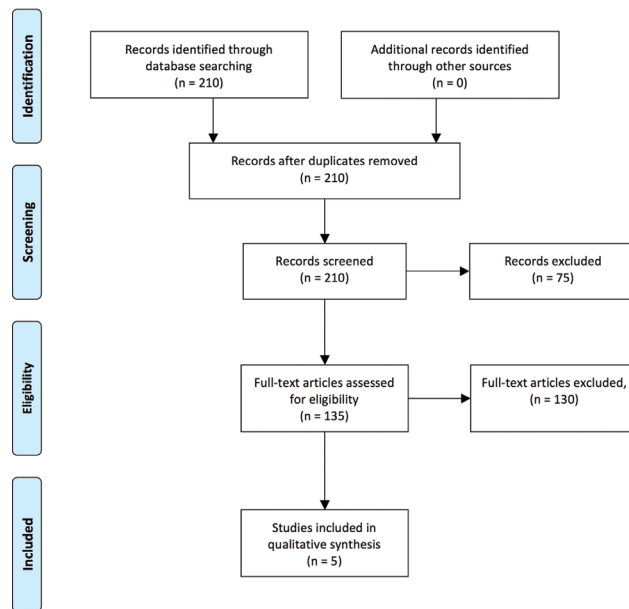 Identification
Records identified through
database searching
(n = 210)
Additional records identified
through other sources
(n = 0)
Records after duplicates removed
(n = 210)
Screening
Records screened
(n = 210)
Records excluded
(n = 75)
Eligibility
Full-text articles assessed
for eligibility
(n = 135)
Full-text articles excluded,
(n = 130)
Included
Studies included in
qualitative synthesis
(n = 5)